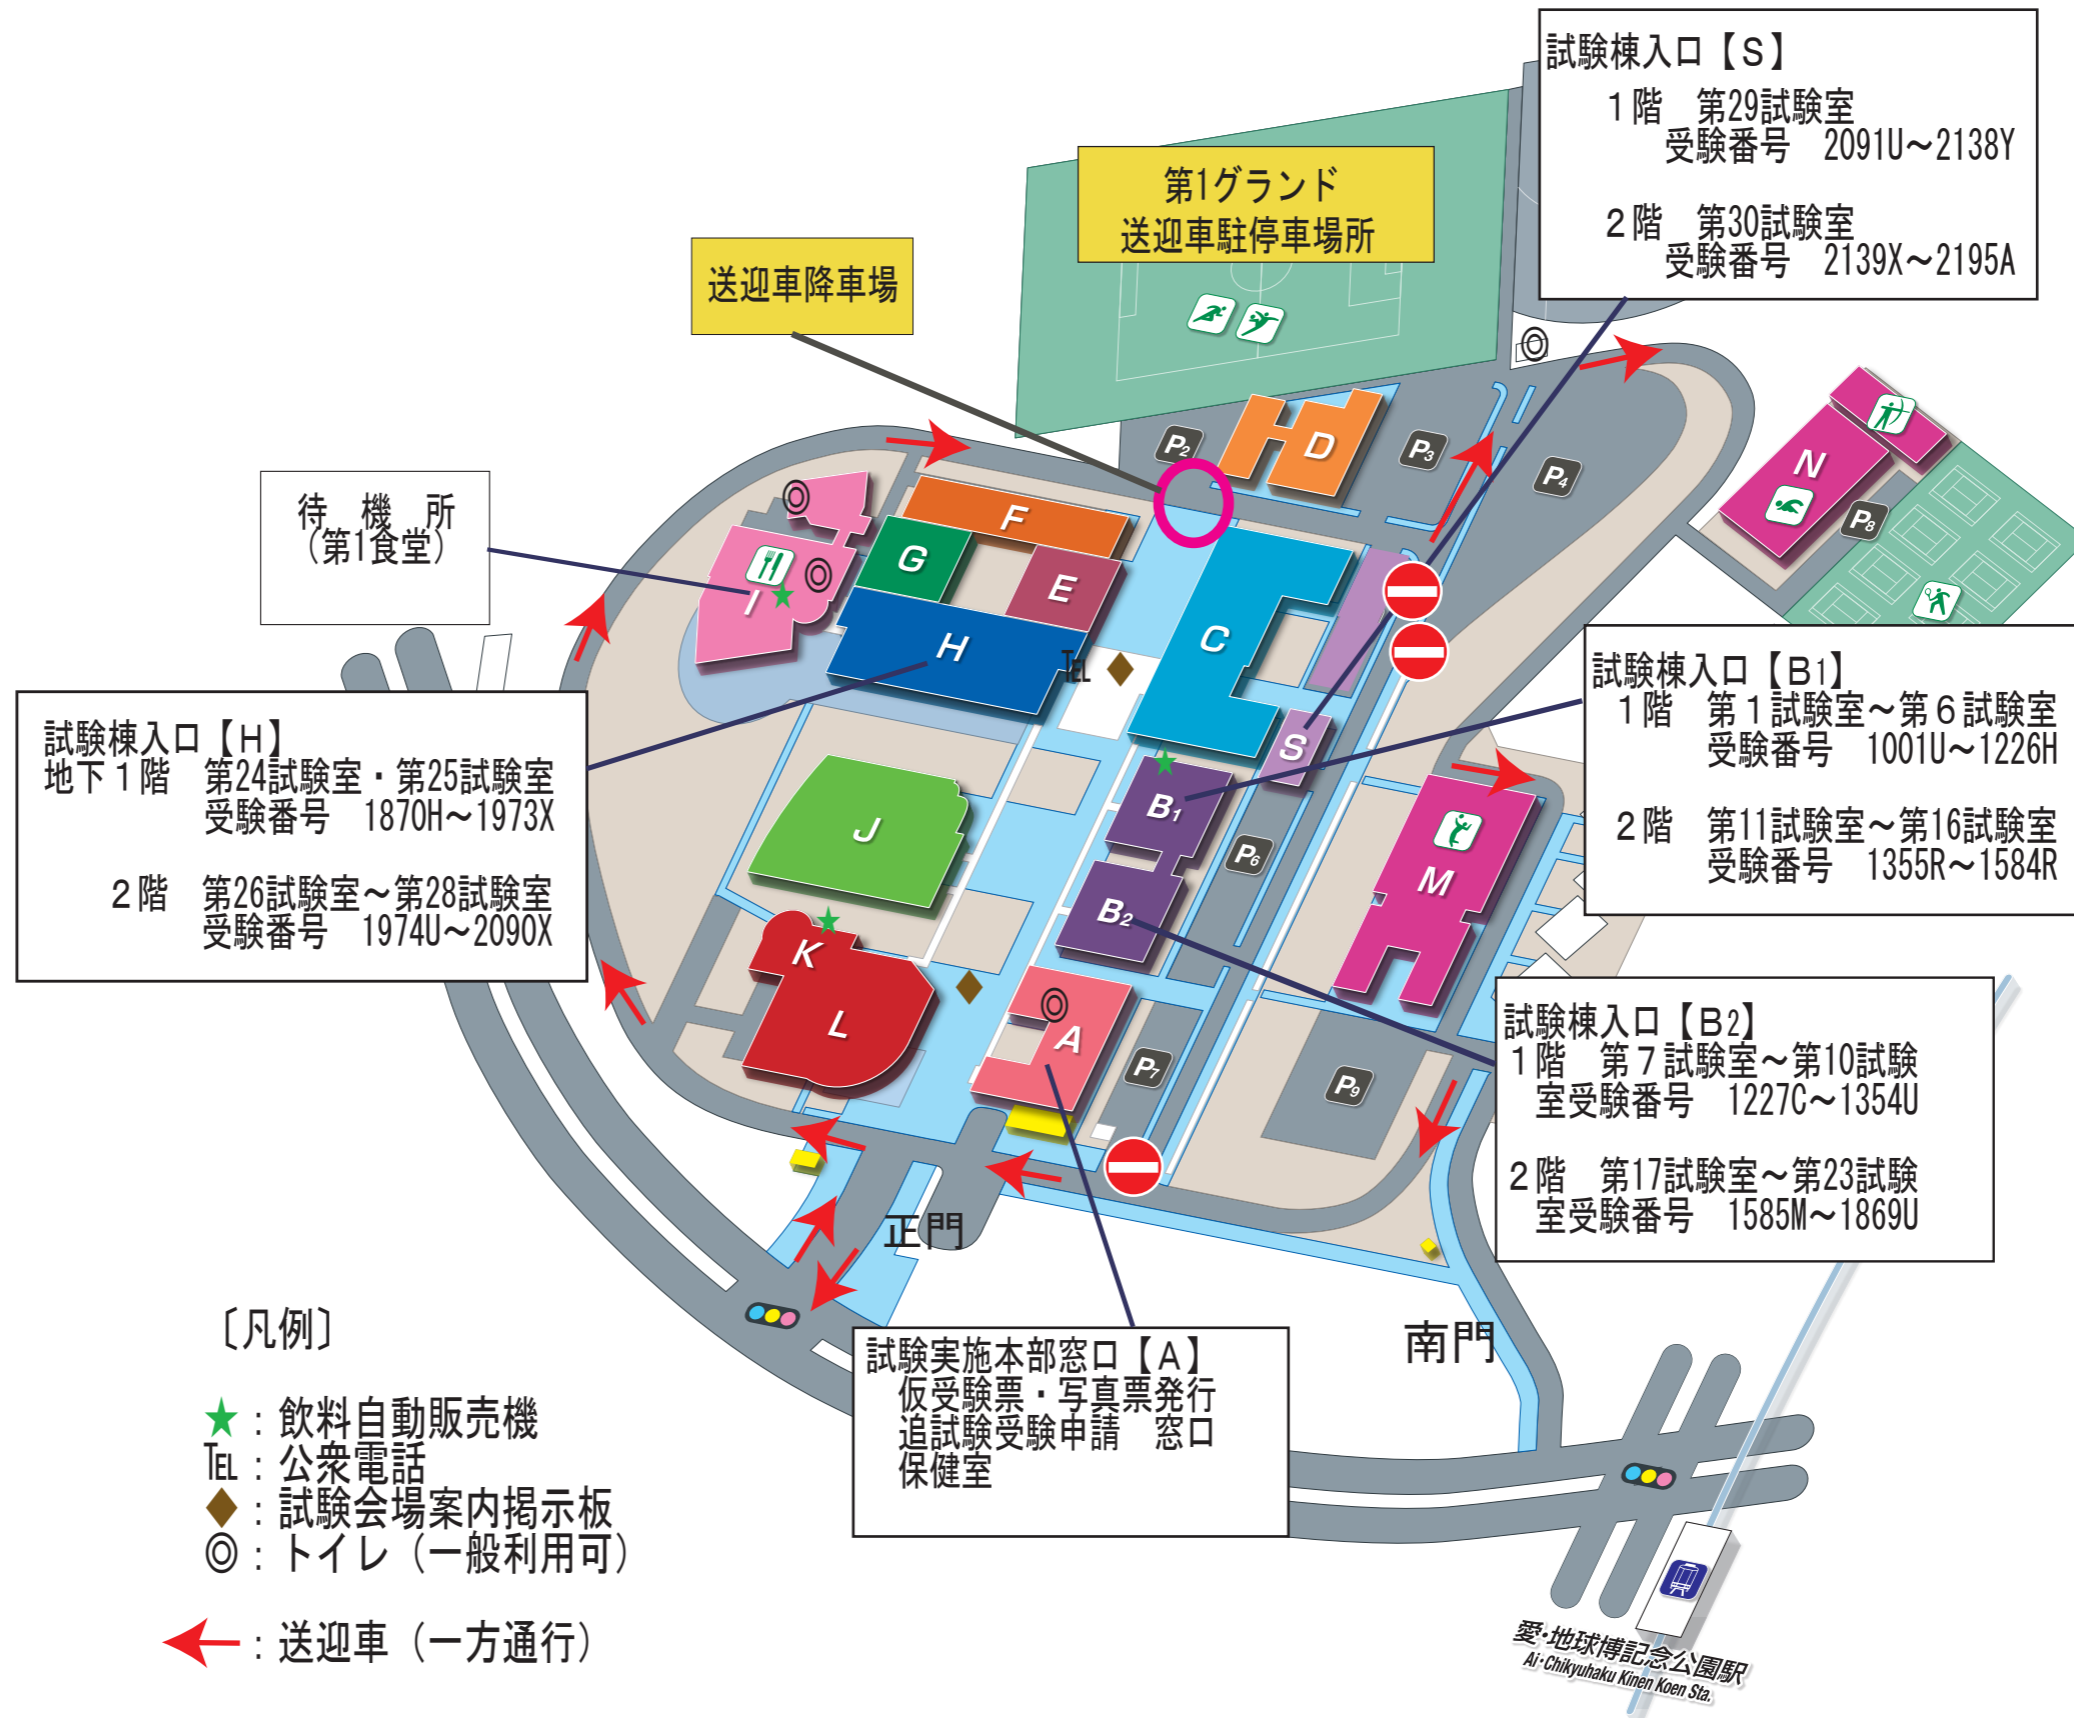 試験棟入口【Ｓ】
１階　第29試験室
受験番号　2091U～2138Y
２階　第30試験室
受験番号　2139X～2195A
第1グランド
送迎車駐停車場所
送迎車降車場
待　機　所
（第1食堂）
試験棟入口【Ｈ】
地下１階　第24試験室・第25試験室
受験番号　1870H～1973X
２階　第26試験室～第28試験室
受験番号　1974U～2090X
試験棟入口【Ｂ1】
１階　第１試験室～第６試験室
受験番号　1001U～1226H
２階　第11試験室～第16試験室
受験番号　1355R～1584R
試験棟入口【Ｂ2】
１階　第７試験室～第10試験
室受験番号　1227C～1354U
２階　第17試験室～第23試験
室受験番号　1585M～1869U
試験実施本部窓口【Ａ】
仮受験票・写真票発行
追試験受験申請　窓口
保健室
P2
D
P3
P4
N
P8
F
G
E
I
H
C
TEL
S
J
B1
P6
M
B2
K
L
A
P7
P9
正門
南門
〔凡例〕
★：飲料自動販売機
TEL：公衆電話
◆：試験会場案内掲示板
◎：トイレ（一般利用可）
：送迎車（一方通行）
愛・地球博記念公園駅
Ai・Chikyuhaku Kinen Koen Sta.